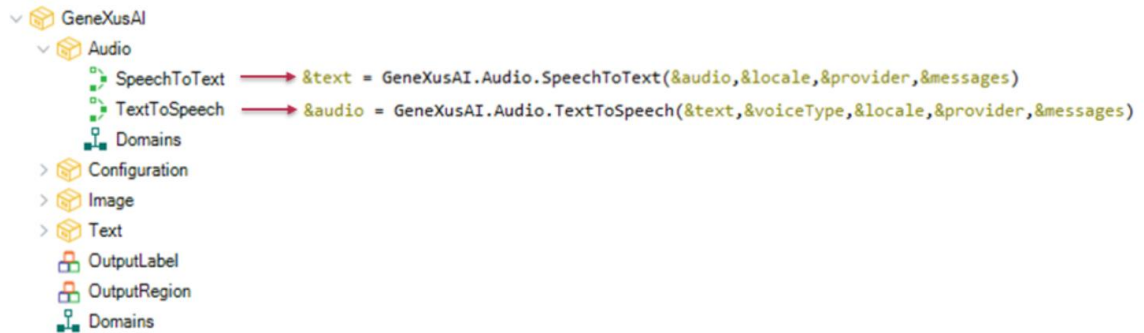 GeneXusAI
Audio
SpeechToText &text = GeneXusAI.Audio.SpeechToText(&audio,&locale,&provider,&messages)
TextToSpeech &audio = GeneXusAI.Audio.TextToSpeech(&text,&voiceType,&locale,&provider,&messages)
Domains
Configuration
Image
Text
OutputLabel
OutputRegion
Domains